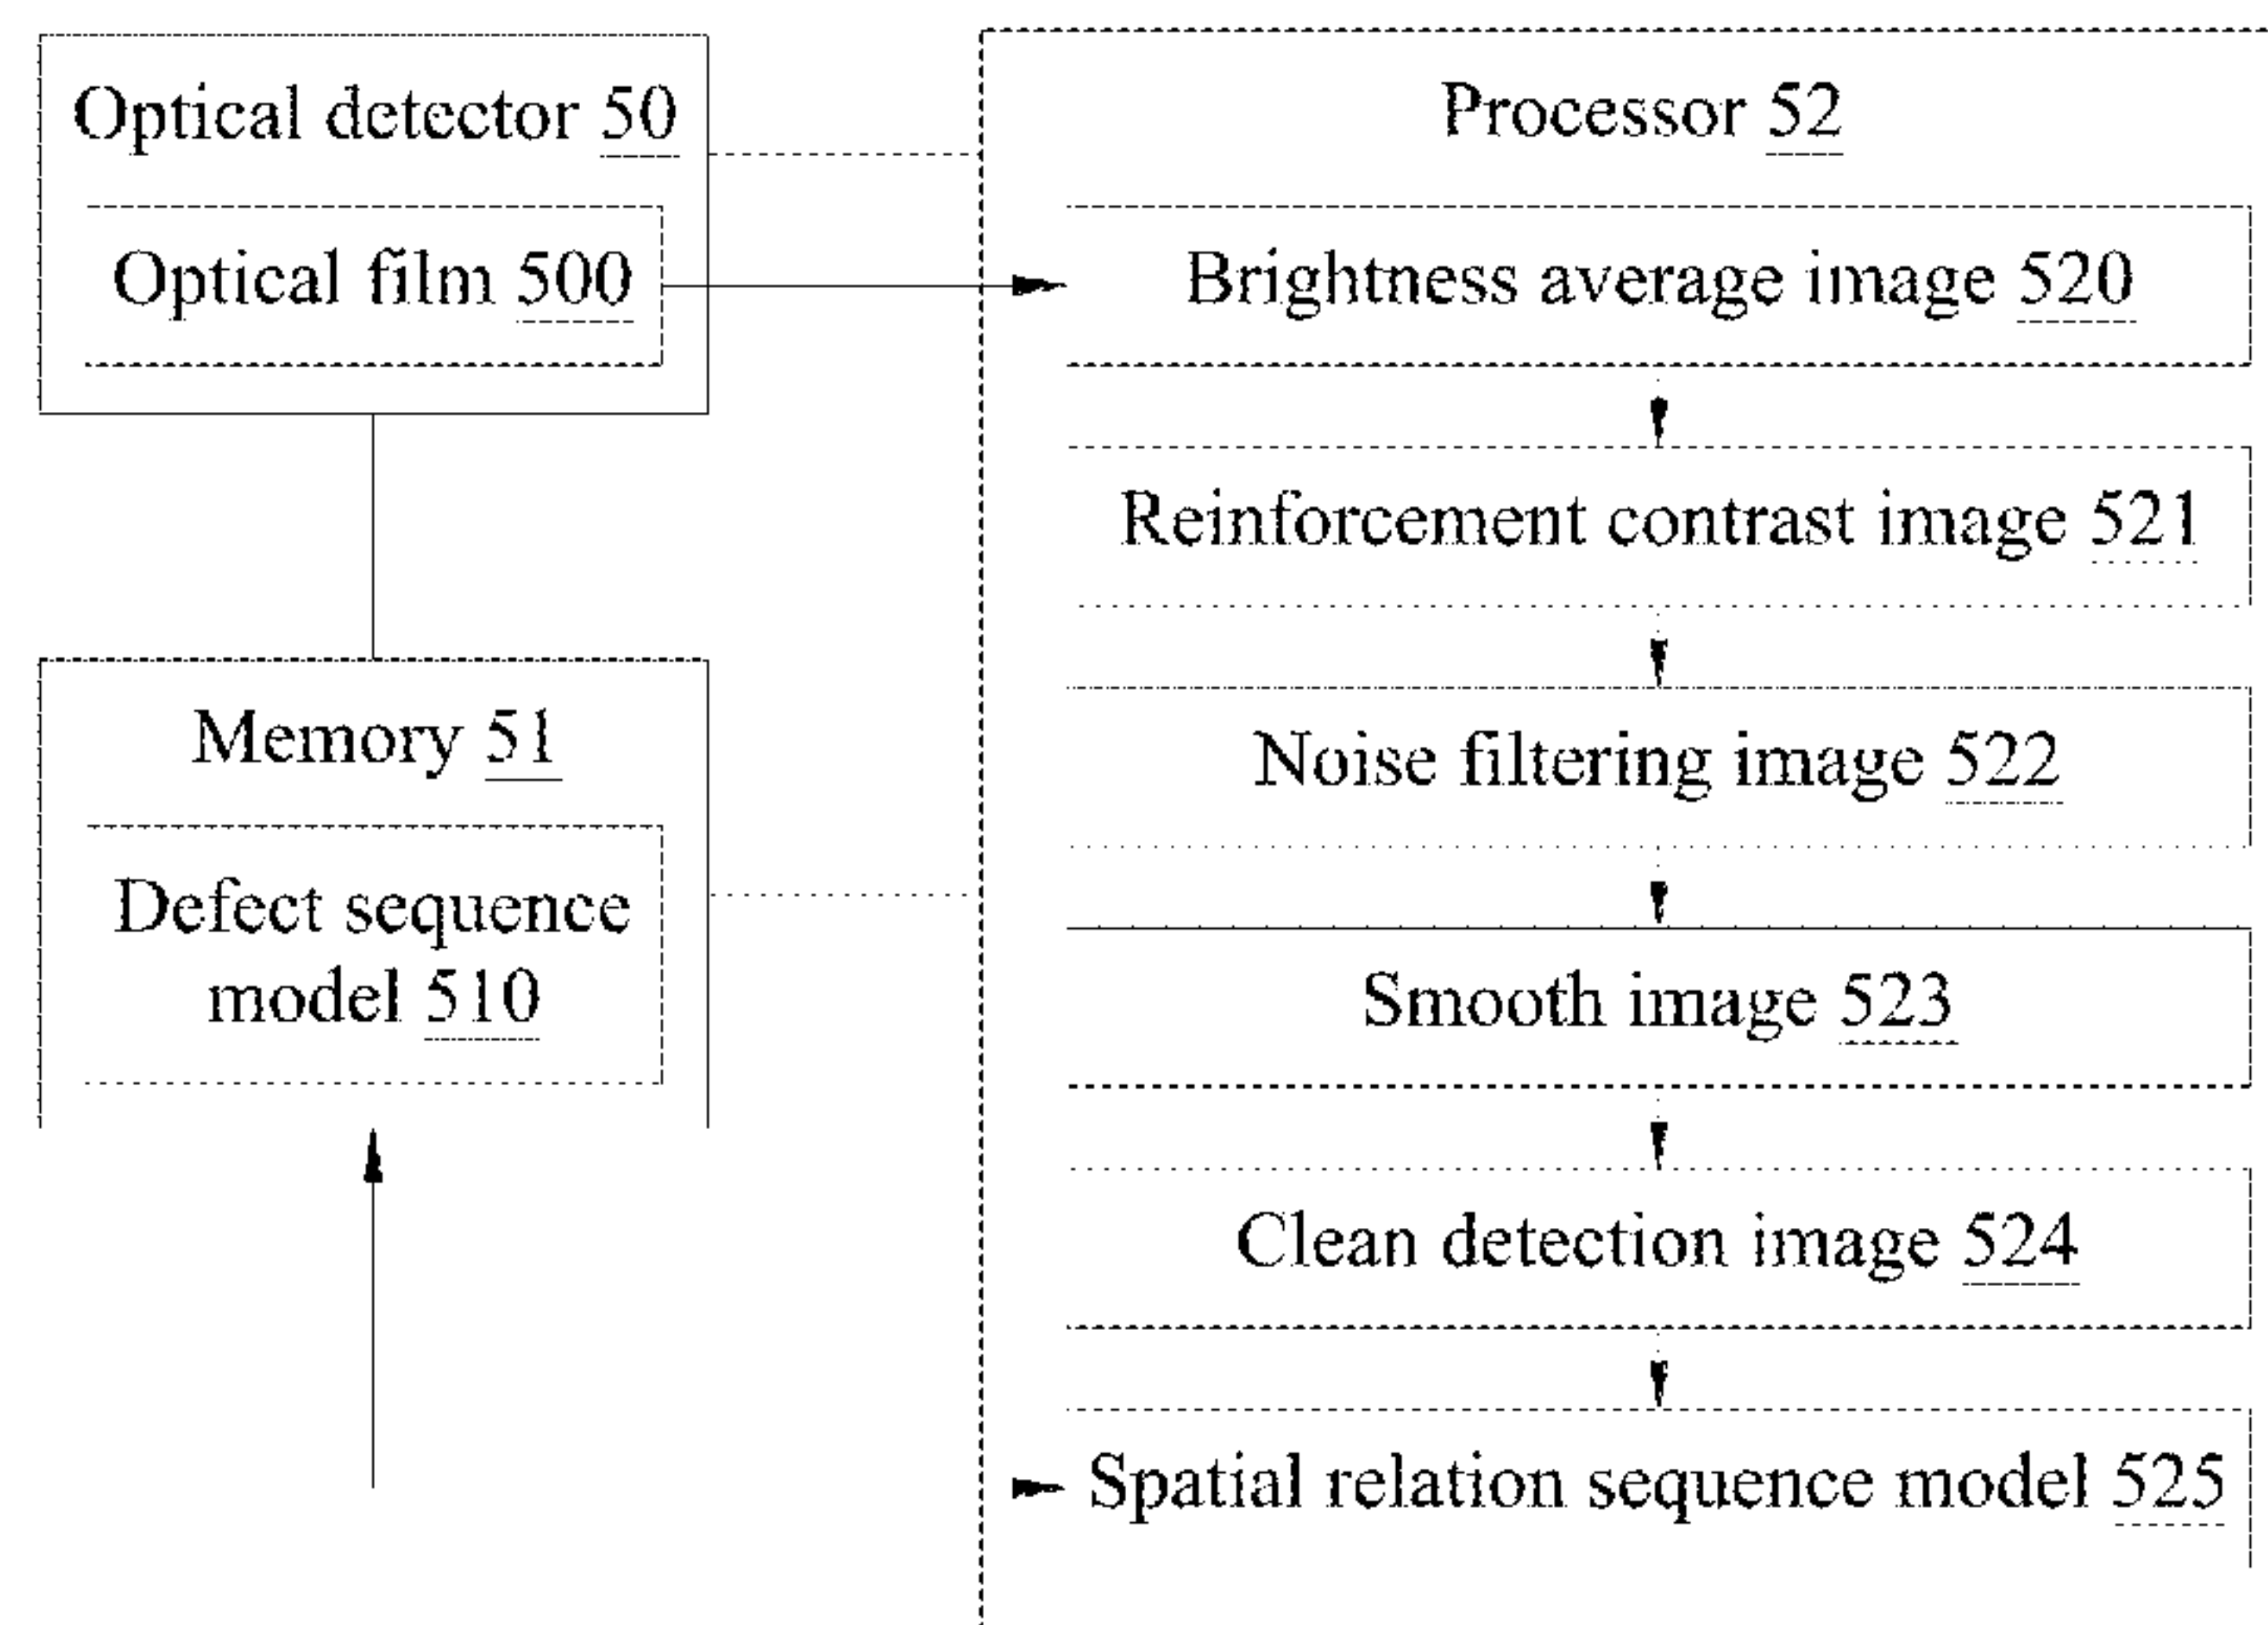 Optical detector 50
Optical film 500
Memory 51
Defect sequence
model 510
Processor 52
Brightness average image 520
Reinforcement contrast image 521
Noise filtering image 522
Smooth image 523
Clean detection image 524
Spatial relation sequence model 525